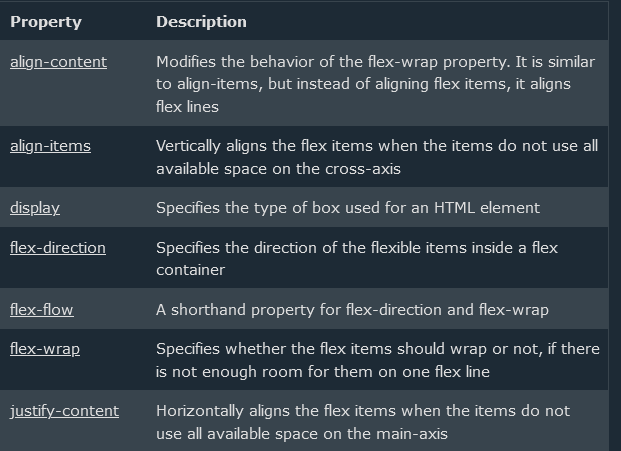 Property Description
align-content Modifies the behavior of the flex-wrap property. It is similar
to align-items, but instead of aligning flex items, it aligns
flex lines
align-items Vertically aligns the flex items when the items do not use all
available space on the cross-axis
display Specifies the type of box used for an HTML element
flex-direction Specifies the direction of the flexible items inside a flex
container
flex-flow A shorthand property for flex-direction and flex-wrap
flex-wrap Specifies whether the flex items should wrap or not, if there
is not enough room for them on one flex line
justify-content Horizontally aligns the flex items when the items do not
use all available space on the main-axis